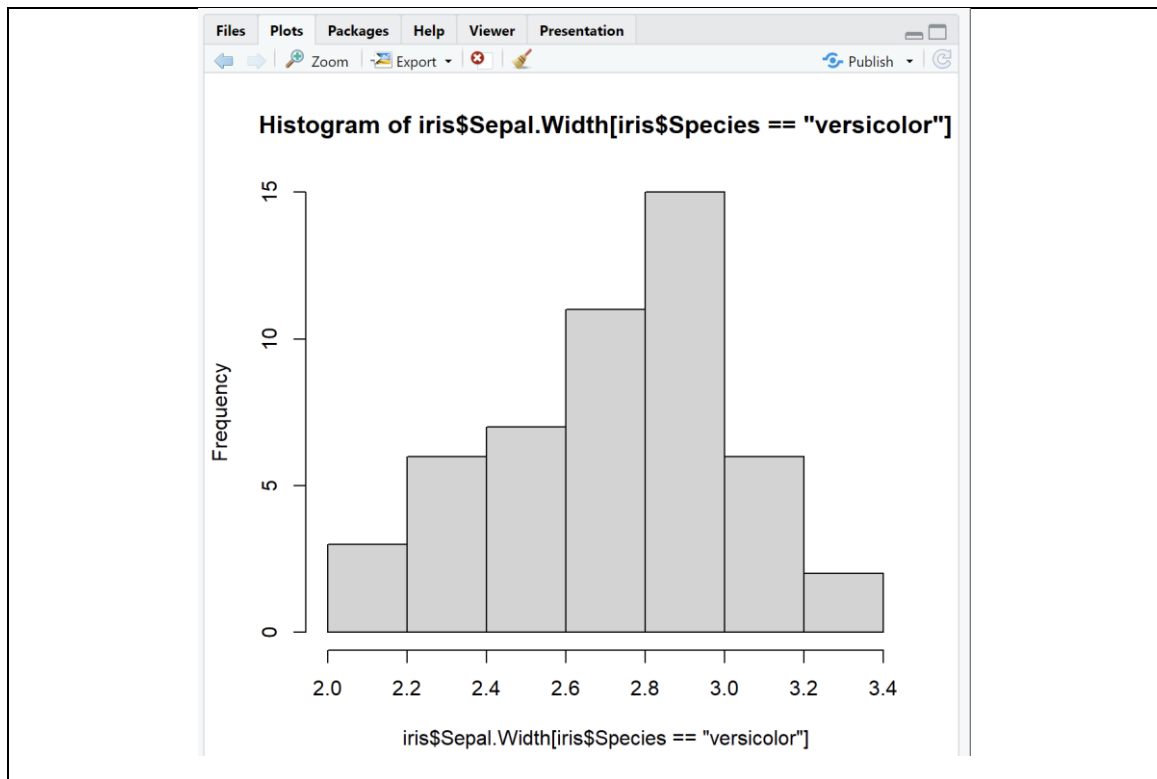 Files Plots Packages Help Viewer Presentation
Zoom Export Publish
Histogram of iris$Sepal.Width[iris$Species == "versicolor"]
15
10
5
0
Frequency
2.0 2.2 2.4 2.6 2.8 3.0 3.2 3.4
iris$Sepal.Width[iris$Species == "versicolor"]